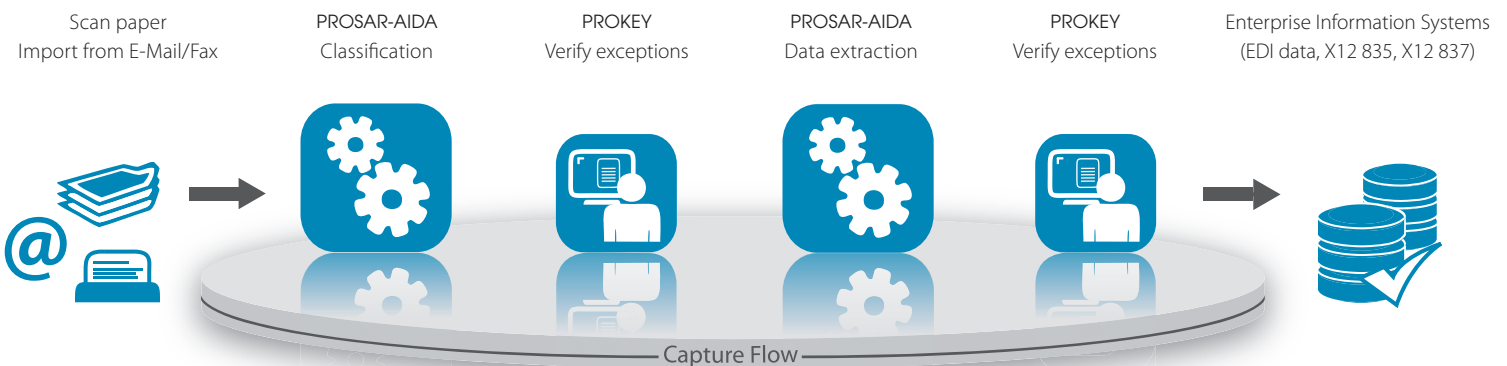 Scan paper
Import from E-Mail/Fax
PROSAR-AIDA
Classification
PROKEY
Verify exceptions
PROSAR-AIDA
Data extraction
PROKEY
Verify exceptions
Enterprise Information Systems
(EDI data, X12 835, X12 837)
@
Capture Flow